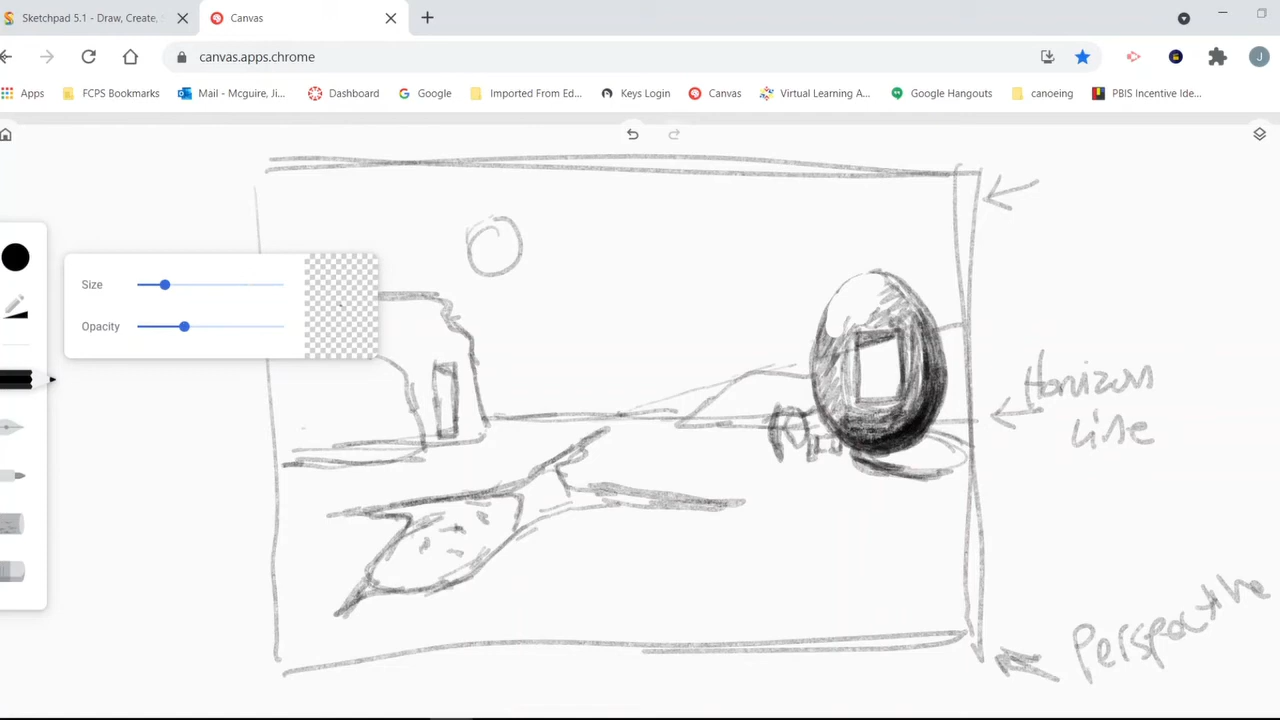 Sketchpad 5.1 - Draw, Create,
Canvas
canvas.apps.chrome
J
Apps
FCPS Bookmarks
Mail - Mcguire, Ji...
Dashboard
Google
Imported From Ed...
Keys Login
Canvas
Virtual Learning A...
Google Hangouts
canoeing
PBIS Incentive Ide...
Size
Opacity
Horizon
Line
Perspective